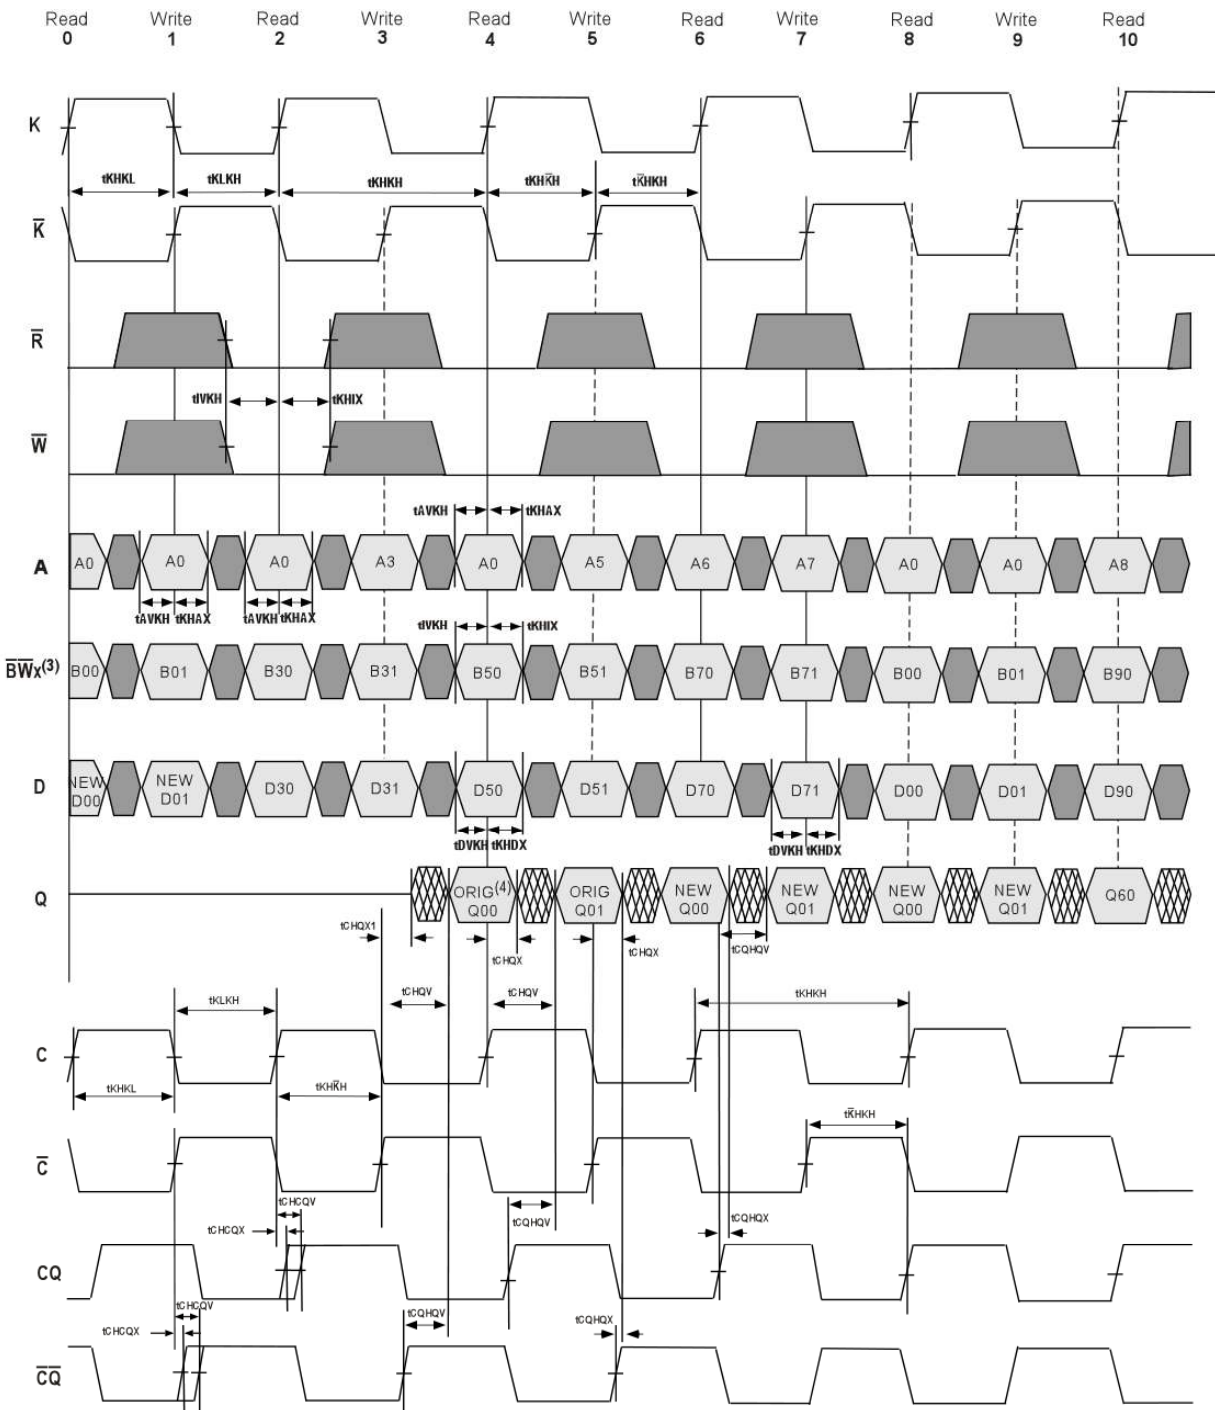 Read Write Read Write Read Write Read Write Read Write Read
0 1 2 3 4 5 6 7 8 9 10
K
tKHKL tKLKH tKHKH tKHK̅H tK̅HKH
K̅
R̅
tIVKH tKHIX
W̅
tAVKH tKHAX
A A0 A0 A0 A3 A0 A5 A6 A7 A0 A0 A8
tAVKH tKHAX tAVKH tKHAX
tIVKH tKHIX
B̅W̅x(3) B00 B01 B30 B31 B50 B51 B70 B71 B00 B01 B90
D NEW D00 NEW D01 D30 D31 D50 D51 D70 D71 D00 D01 D90
tDVKH tKHDX tDVKH tKHDX
Q ORIG(4) Q00 ORIG Q01 NEW Q00 NEW Q01 NEW Q00 NEW Q01 Q60
tCHQX1 tCHQX tCHQX tCQHQV
tCHQV tCHQV
tKLKH tKHKH
C
tKHKL tKHK̅H
tK̅HKH
C̅
tCHCQV
tCHCQX tCQHQV tCQHQX
CQ
tCHCQV
tCHCQX tCQHQV tCQHQX
C̅Q̅